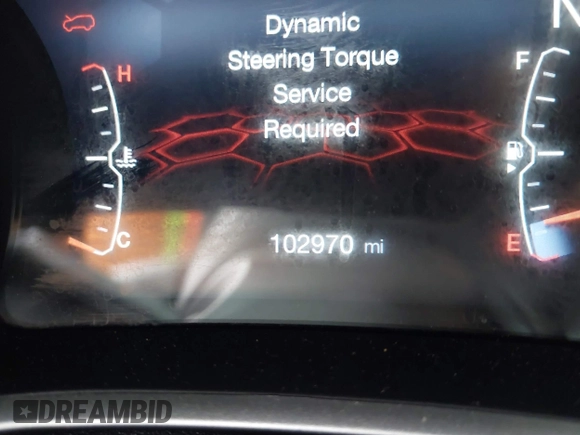 Dynamic
Steering Torque
Service
Required
H
F
C
E
102970 mi
DREAMBID